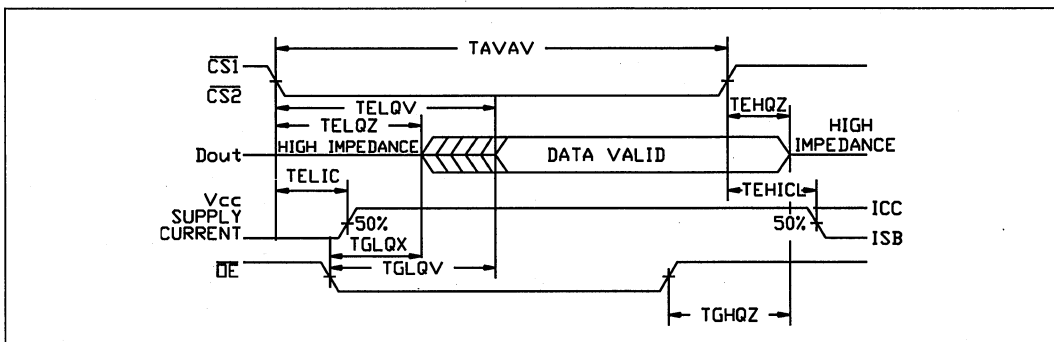 TAVAV
CS1
CS2
TELQV
TEHQZ
TELQZ
HIGH IMPEDANCE
Dout
HIGH IMPEDANCE
DATA VALID
TELIC
TEHICL
Vcc
SUPPLY
CURRENT
50%
50%
ICC
ISB
TGLQX
TGLQV
OE
TGHQZ